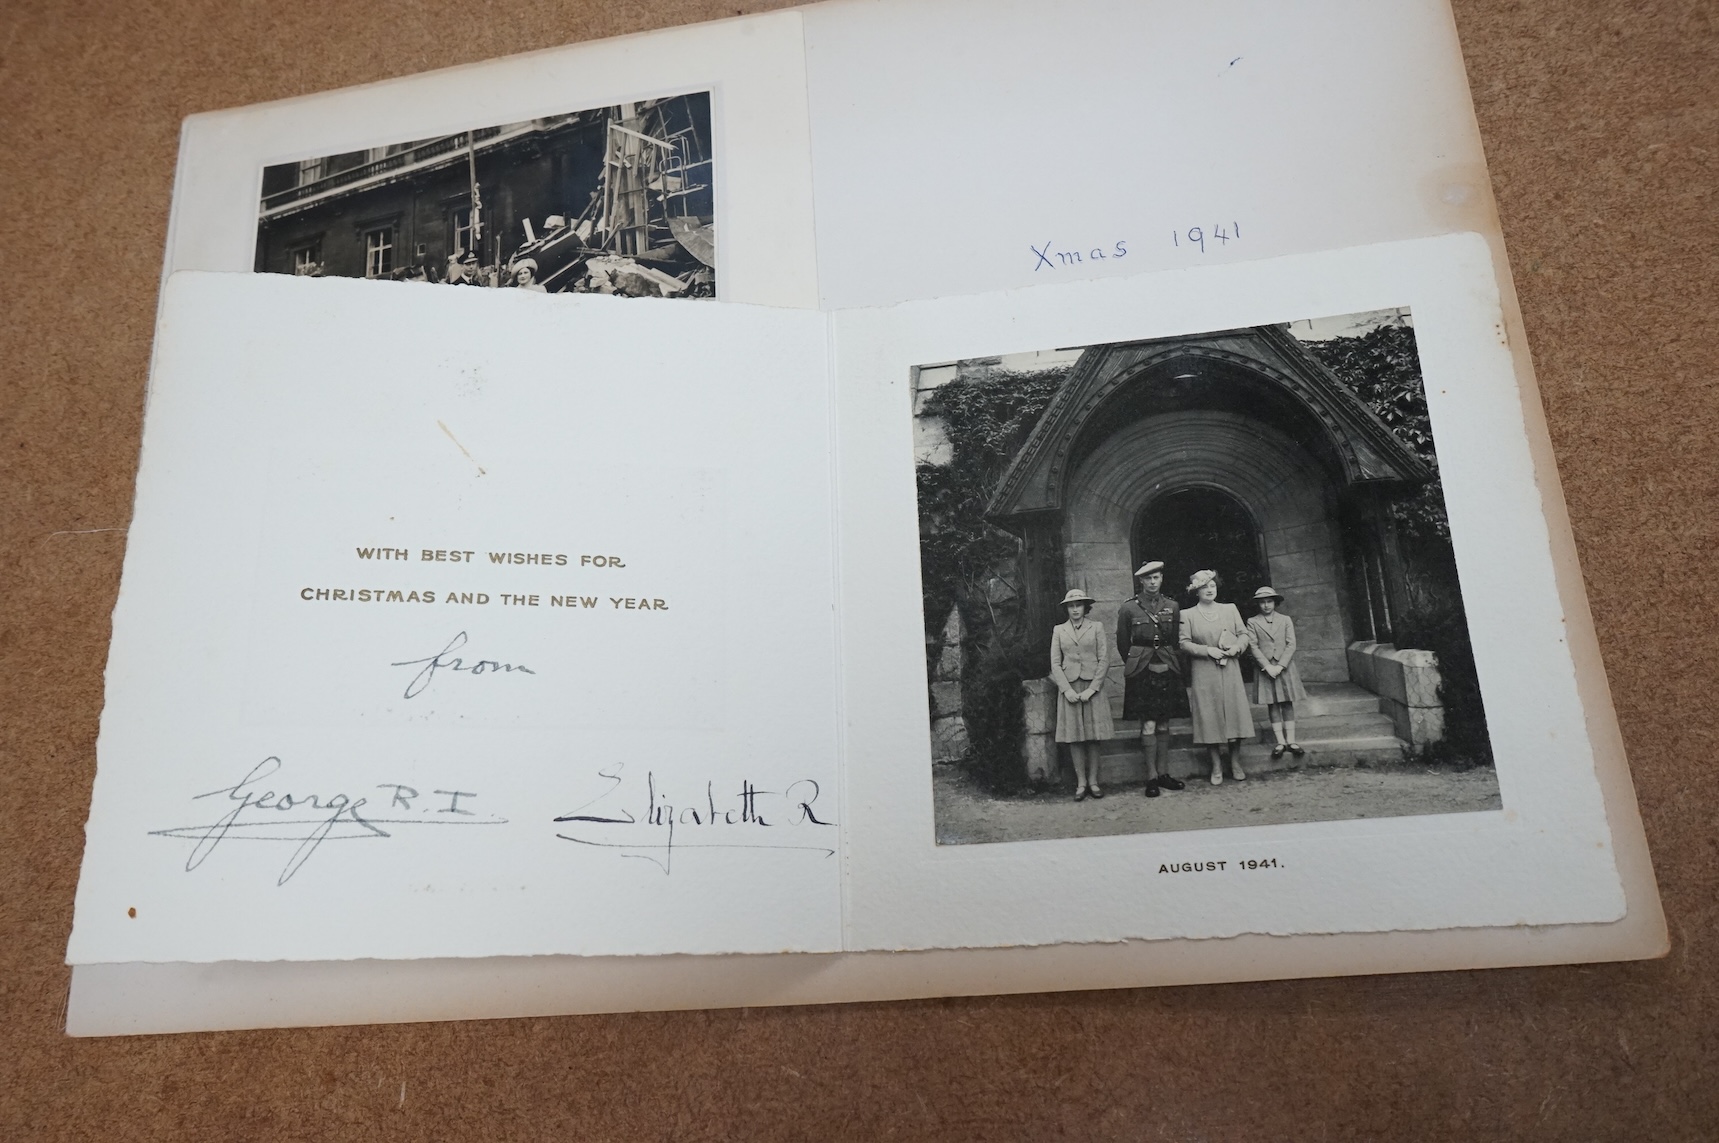 Xmas 1941
WITH BEST WISHES FOR
CHRISTMAS AND THE NEW YEAR
from
George R.I.
Elizabeth R
AUGUST 1941.